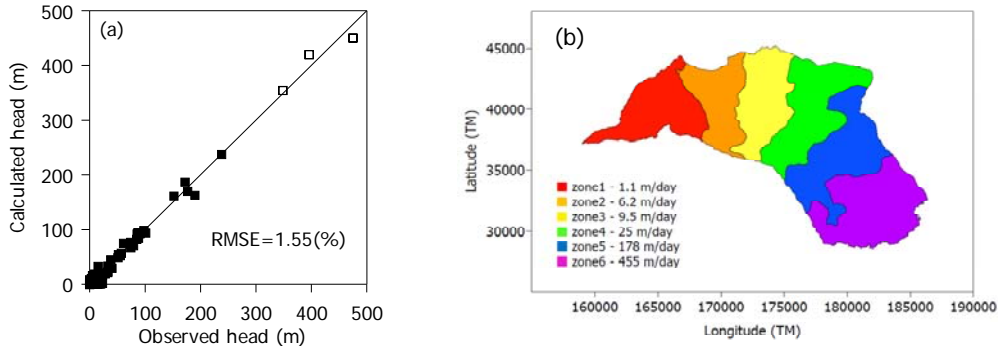 (a)
500
400
300
200
100
0
Calculated head (m)
RMSE=1.55(%)
0 100 200 300 400 500
Observed head (m)
(b)
45000
40000
35000
30000
Latitude (TM)
zone1 - 1.1 m/day
zone2 - 6.2 m/day
zone3 - 9.5 m/day
zone4 - 25 m/day
zone5 - 178 m/day
zone6 - 455 m/day
160000 165000 170000 175000 180000 185000 190000
Longitude (TM)